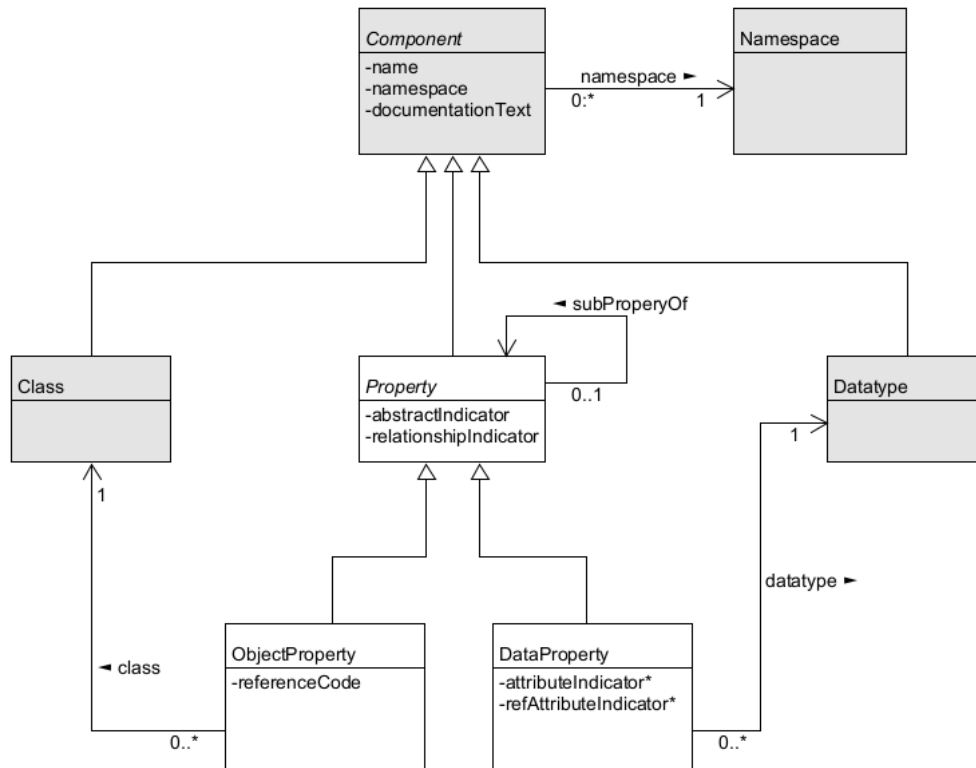 Component
-name
-namespace
-documentationText
namespace ►
0:*
1
Namespace
◄ subProperyOf
0..1
Class
Property
-abstractIndicator
-relationshipIndicator
Datatype
1
1
datatype ►
◄ class
ObjectProperty
-referenceCode
0..*
DataProperty
-attributeIndicator*
-refAttributeIndicator*
0..*